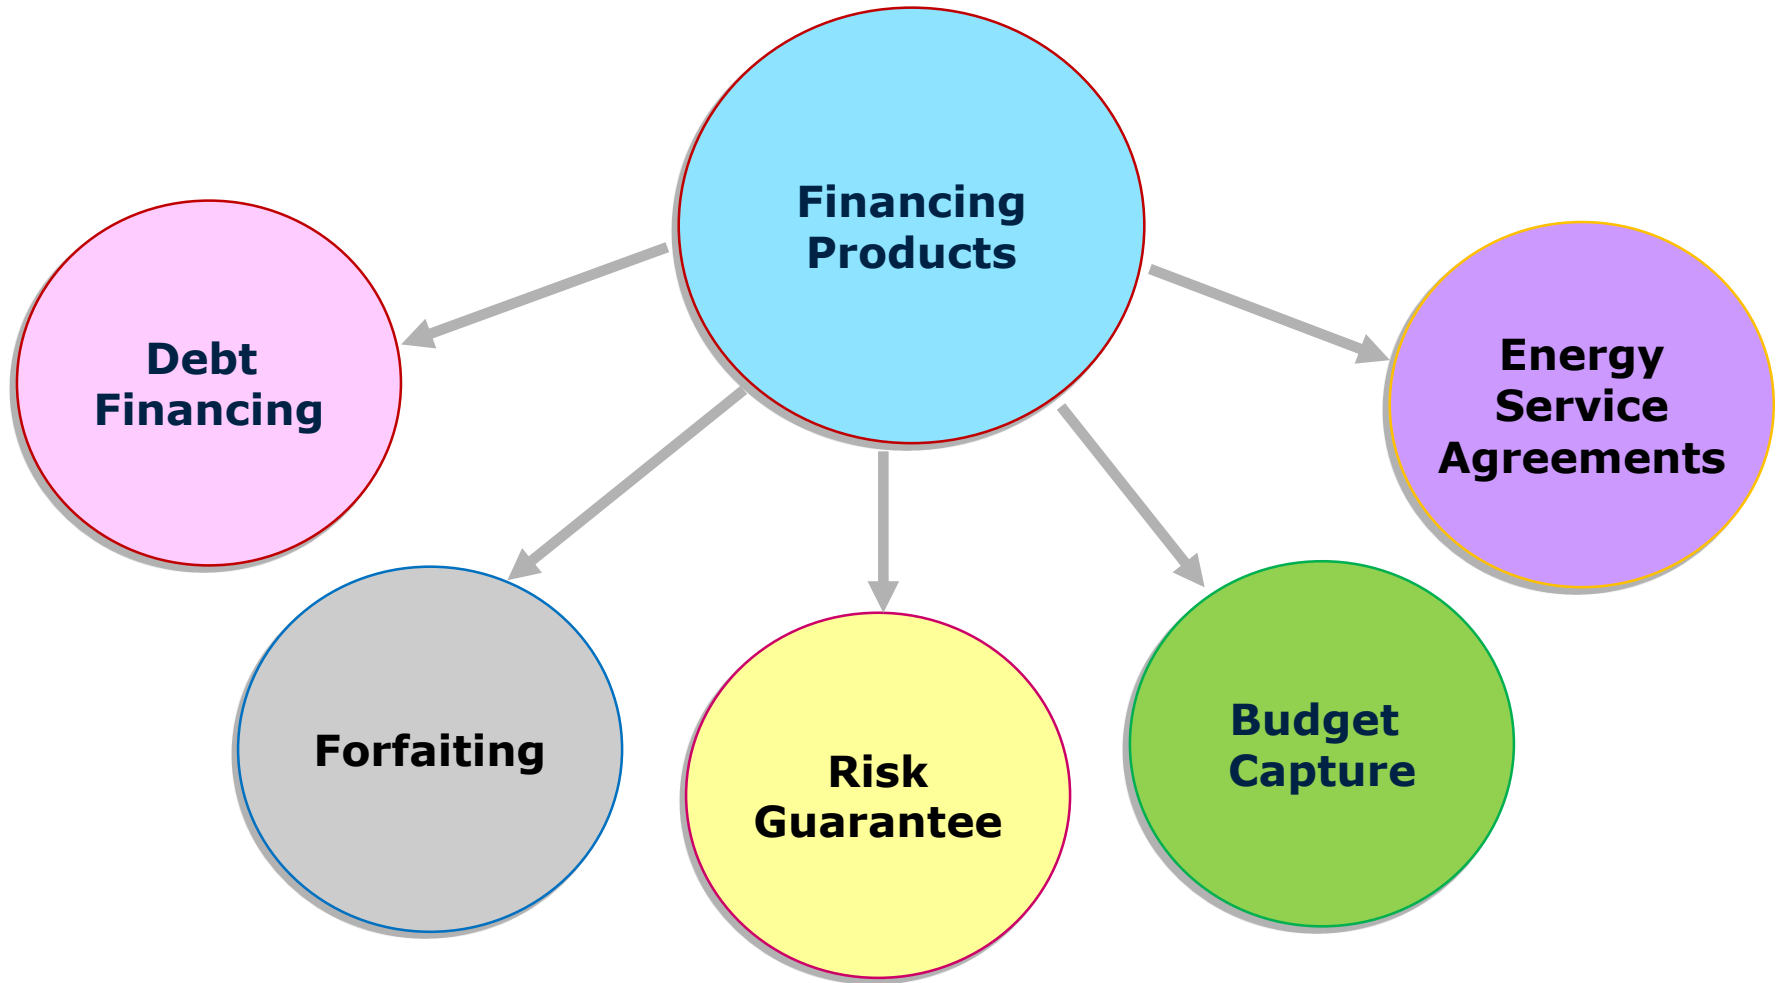 Financing
Products
Debt
Financing
Energy
Service
Agreements
Forfaiting
Risk
Guarantee
Budget
Capture